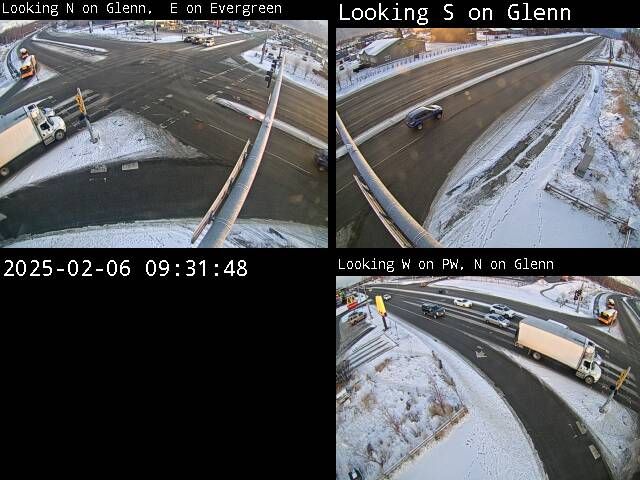 Looking N on Glenn,  E on Evergreen
Looking S on Glenn
2025-02-06 09:31:48
Looking W on PW, N on Glenn